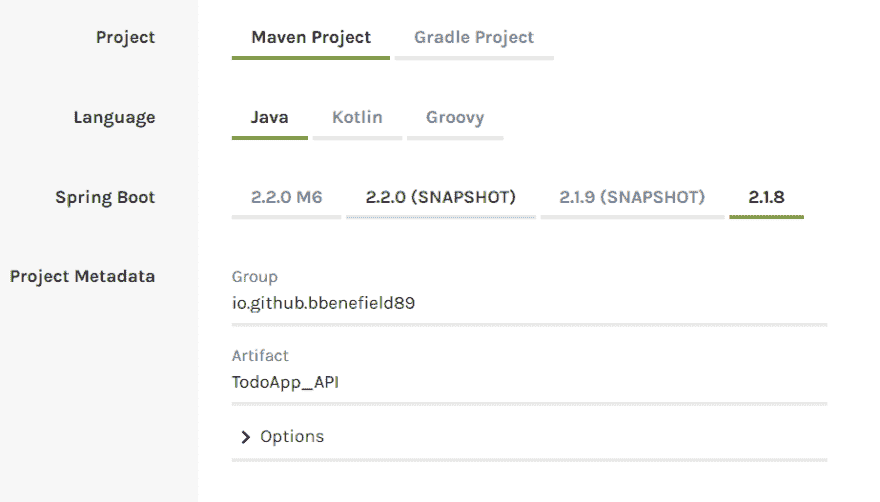 Project Maven Project Gradle Project
Language Java Kotlin Groovy
Spring Boot 2.2.0 M6 2.2.0 (SNAPSHOT) 2.1.9 (SNAPSHOT) 2.1.8
Project Metadata Group
io.github.bbenefield89
Artifact
TodoApp_API
Options